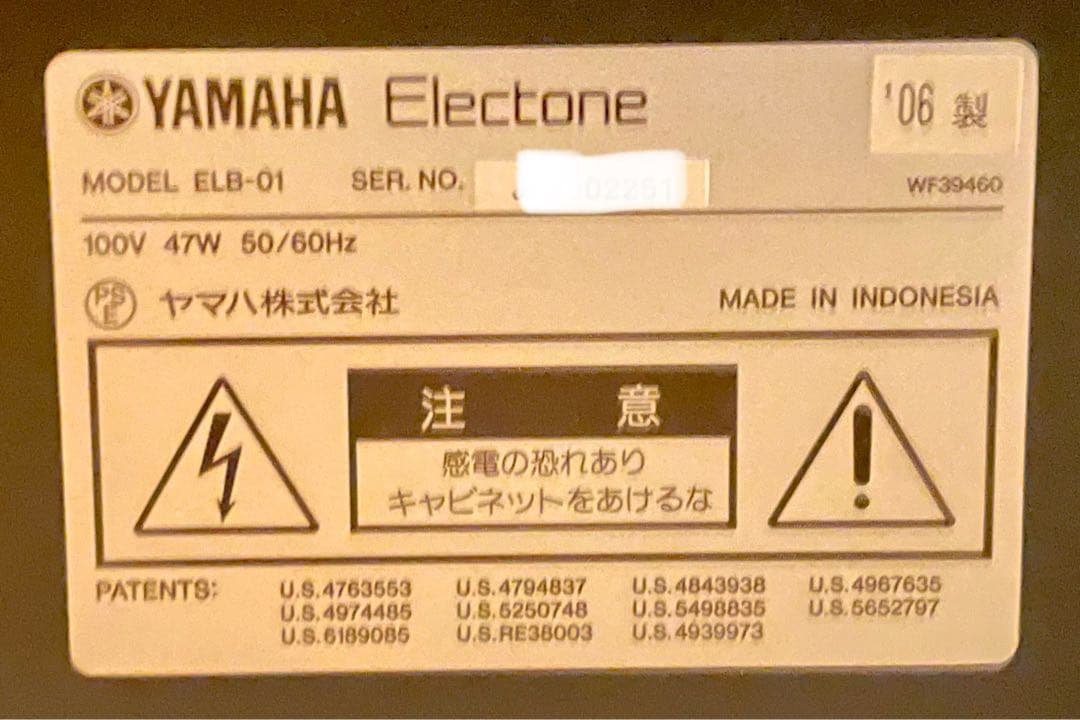 YAMAHA Electone '06 製
MODEL ELB-01 SER. NO. WF39460
100V 47W 50/60Hz
PSE ヤマハ株式会社 MADE IN INDONESIA
注 意
感電の恐れあり
キャビネットをあけるな
PATENTS: U.S.4763553 U.S.4794837 U.S.4843938 U.S.4967635
U.S.4974485 U.S.5250748 U.S.5498835 U.S.5652797
U.S.6189085 U.S.RE38003 U.S.4939973